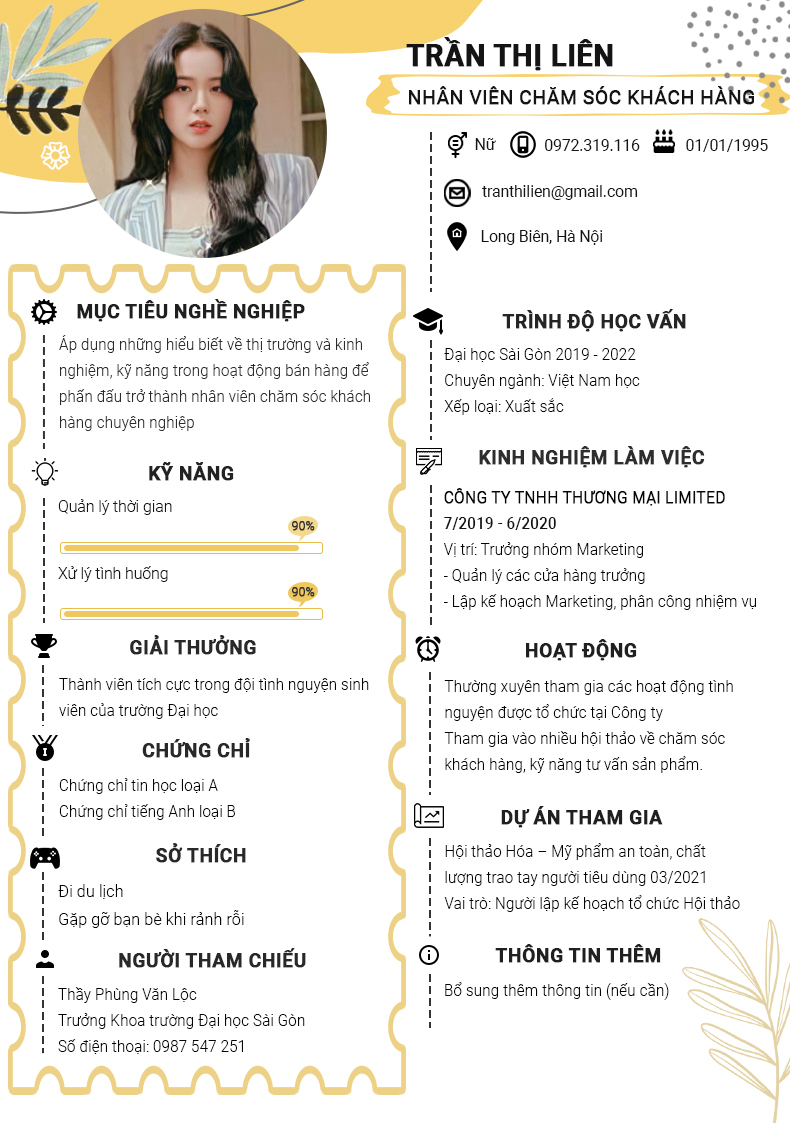 TRẦN THỊ LIÊN
NHÂN VIÊN CHĂM SÓC KHÁCH HÀNG
Nữ 0972.319.116 01/01/1995
tranthilien@gmail.com
Long Biên, Hà Nội
MỤC TIÊU NGHỀ NGHIỆP
Áp dụng những hiểu biết về thị trường và kinh
nghiệm, kỹ năng trong hoạt động bán hàng để
phấn đấu trở thành nhân viên chăm sóc khách
hàng chuyên nghiệp
KỸ NĂNG
Quản lý thời gian
90%
Xử lý tình huống
90%
GIẢI THƯỞNG
Thành viên tích cực trong đội tình nguyện sinh
viên của trường Đại học
CHỨNG CHỈ
Chứng chỉ tin học loại A
Chứng chỉ tiếng Anh loại B
SỞ THÍCH
Đi du lịch
Gặp gỡ bạn bè khi rảnh rỗi
NGƯỜI THAM CHIẾU
Thầy Phùng Văn Lộc
Trưởng Khoa trường Đại học Sài Gòn
Số điện thoại: 0987 547 251
TRÌNH ĐỘ HỌC VẤN
Đại học Sài Gòn 2019 - 2022
Chuyên ngành: Việt Nam học
Xếp loại: Xuất sắc
KINH NGHIỆM LÀM VIỆC
CÔNG TY TNHH THƯƠNG MẠI LIMITED
7/2019 - 6/2020
Vị trí: Trưởng nhóm Marketing
- Quản lý các cửa hàng trưởng
- Lập kế hoạch Marketing, phân công nhiệm vụ
HOẠT ĐỘNG
Thường xuyên tham gia các hoạt động tình
nguyện được tổ chức tại Công ty
Tham gia vào nhiều hội thảo về chăm sóc
khách hàng, kỹ năng tư vấn sản phẩm.
DỰ ÁN THAM GIA
Hội thảo Hóa – Mỹ phẩm an toàn, chất
lượng trao tay người tiêu dùng 03/2021
Vai trò: Người lập kế hoạch tổ chức Hội thảo
THÔNG TIN THÊM
Bổ sung thêm thông tin (nếu cần)